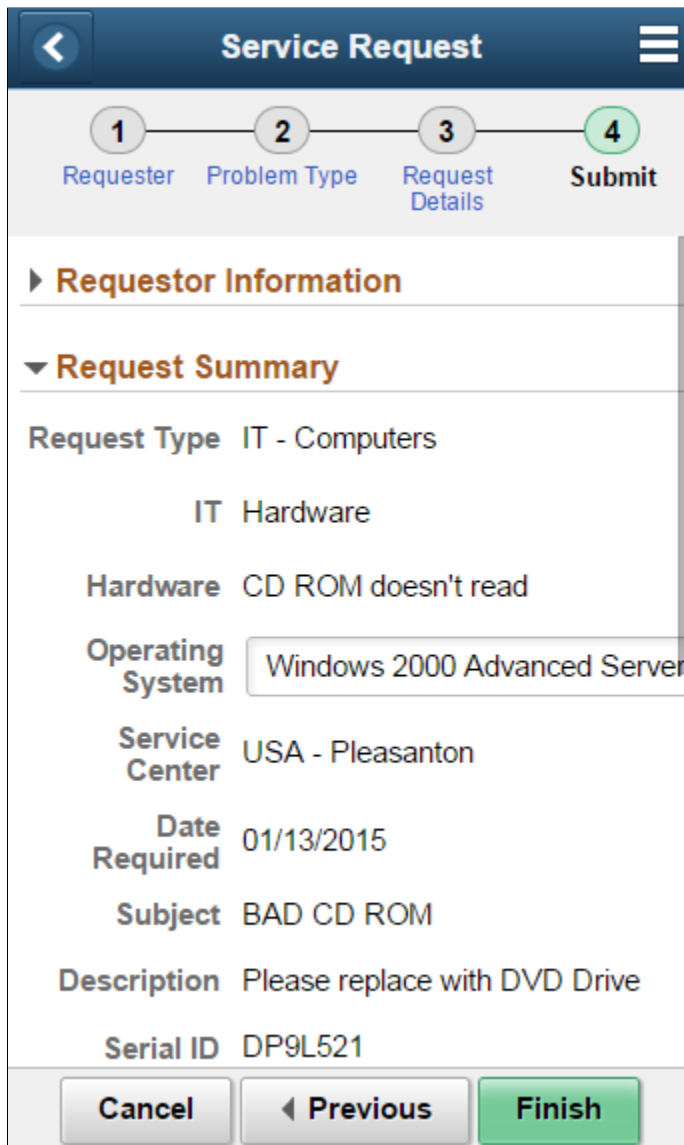 Service Request
1 2 3 4
Requester Problem Type Request Details Submit
Requestor Information
Request Summary
Request Type IT - Computers
IT Hardware
Hardware CD ROM doesn't read
Operating System Windows 2000 Advanced Server
Service Center USA - Pleasanton
Date Required 01/13/2015
Subject BAD CD ROM
Description Please replace with DVD Drive
Serial ID DP9L521
Cancel Previous Finish